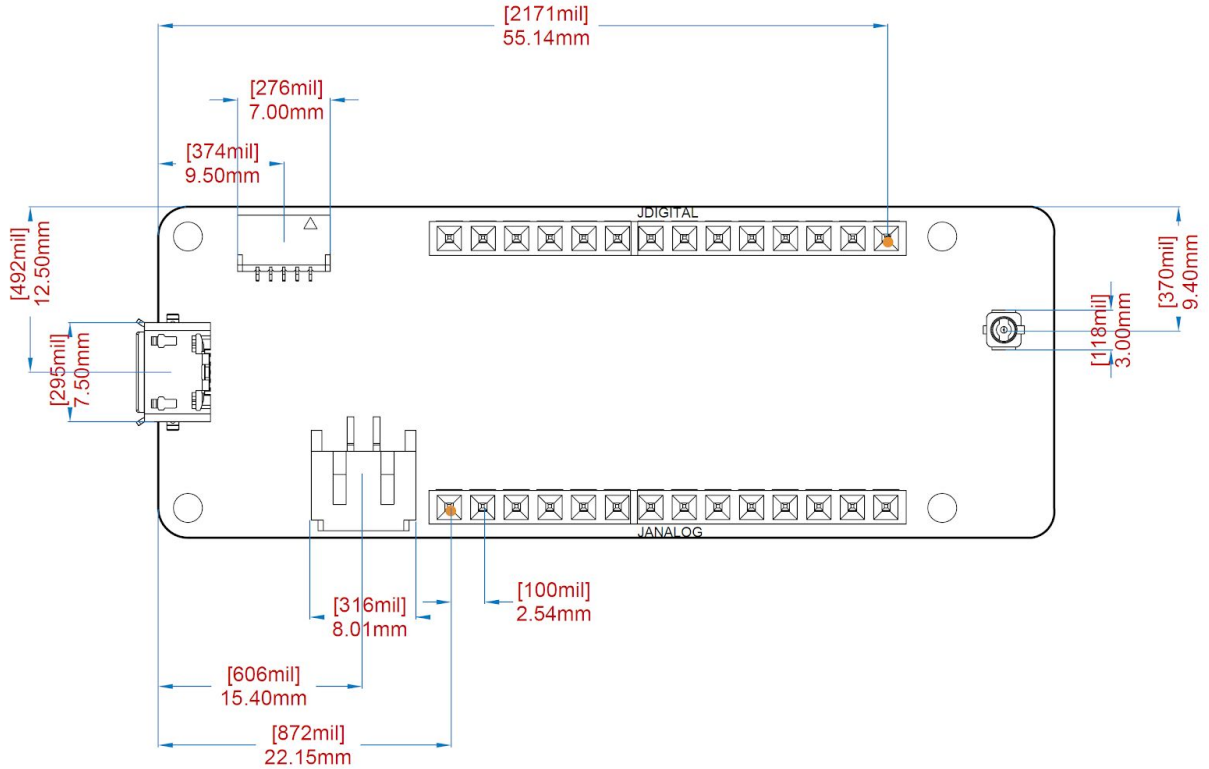 [2171mil]
55.14mm
[276mil]
7.00mm
[374mil]
9.50mm
JDIGITAL
[492mil]
12.50mm
[370mil]
9.40mm
[118mil]
3.00mm
[295mil]
7.50mm
JANALOG
[100mil]
2.54mm
[316mil]
8.01mm
[606mil]
15.40mm
[872mil]
22.15mm